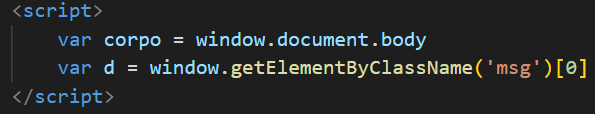 <script>
var corpo = window.document.body
var d = window.getElementByClassName('msg')[0]
</script>